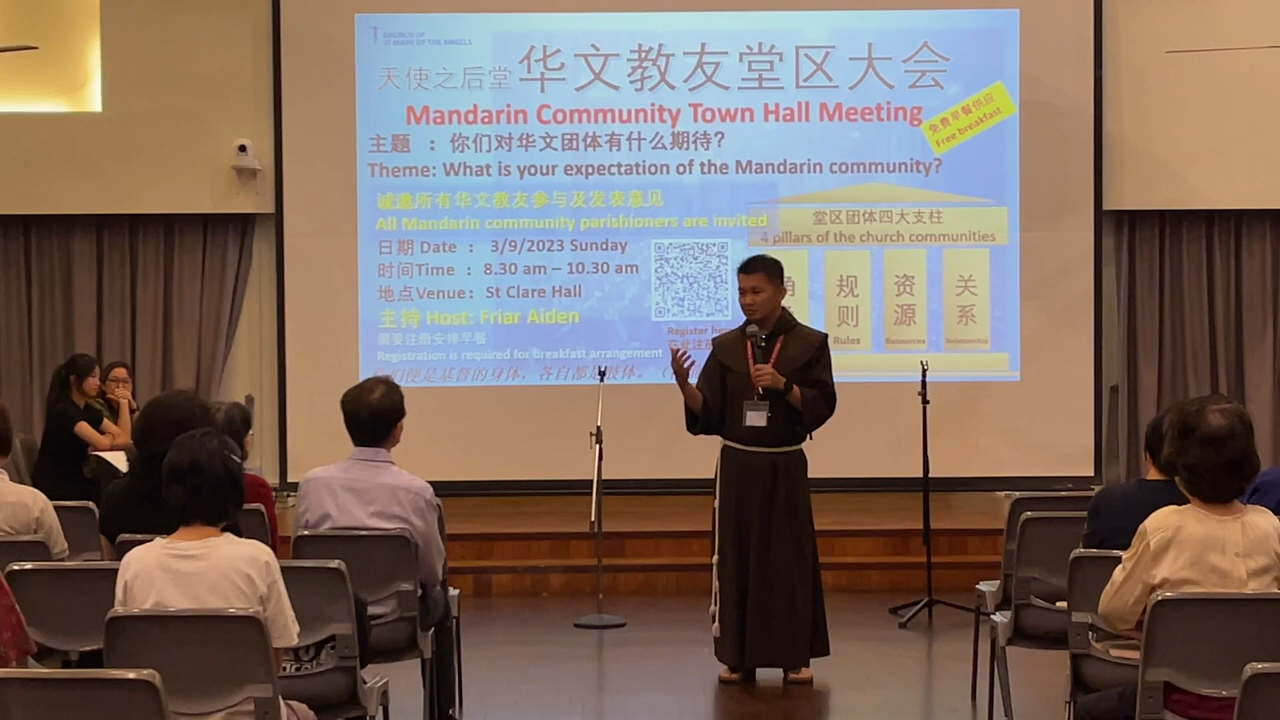 CHURCH OF
ST MARY OF THE ANGELS
天使之后堂 华文教友堂区大会
Mandarin Community Town Hall Meeting
免费早餐供应
Free breakfast
主题 : 你们对华文团体有什么期待?
Theme: What is your expectation of the Mandarin community?
诚邀所有华文教友参与及发表意见
All Mandarin community parishioners are invited
日期 Date : 3/9/2023 Sunday
时间Time : 8.30 am – 10.30 am
地点Venue: St Clare Hall
主持 Host: Friar Aiden
需要注册安排早餐
Registration is required for breakfast arrangement
Register here
在此注册
堂区团体四大支柱
4 pillars of the church communities
规则
Rules
资源
Resources
关系
Relationship
便是基督的身体，各自都是肢体。